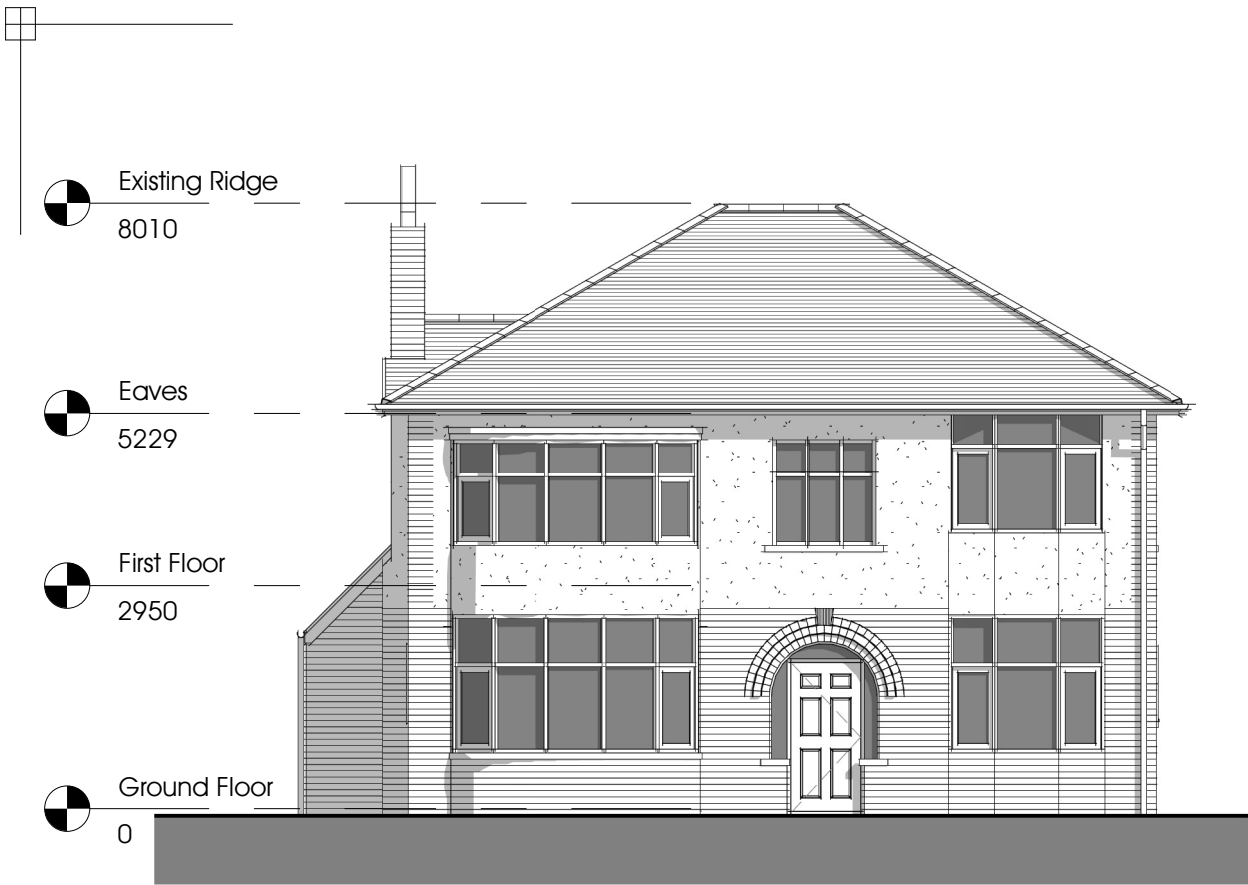 Existing Ridge
8010
Eaves
5229
First Floor
2950
Ground Floor
0